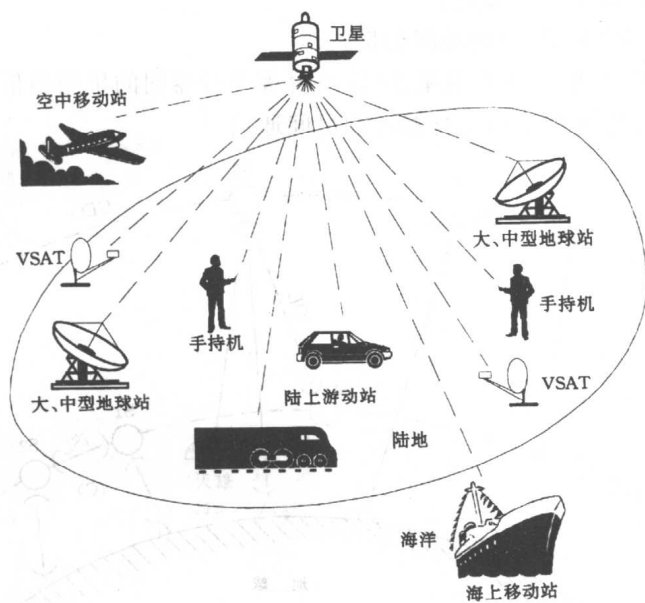 卫星
空中移动站
大、中型地球站
VSAT
手持机
手持机
大、中型地球站
陆上游动站
VSAT
陆地
海洋
海上移动站